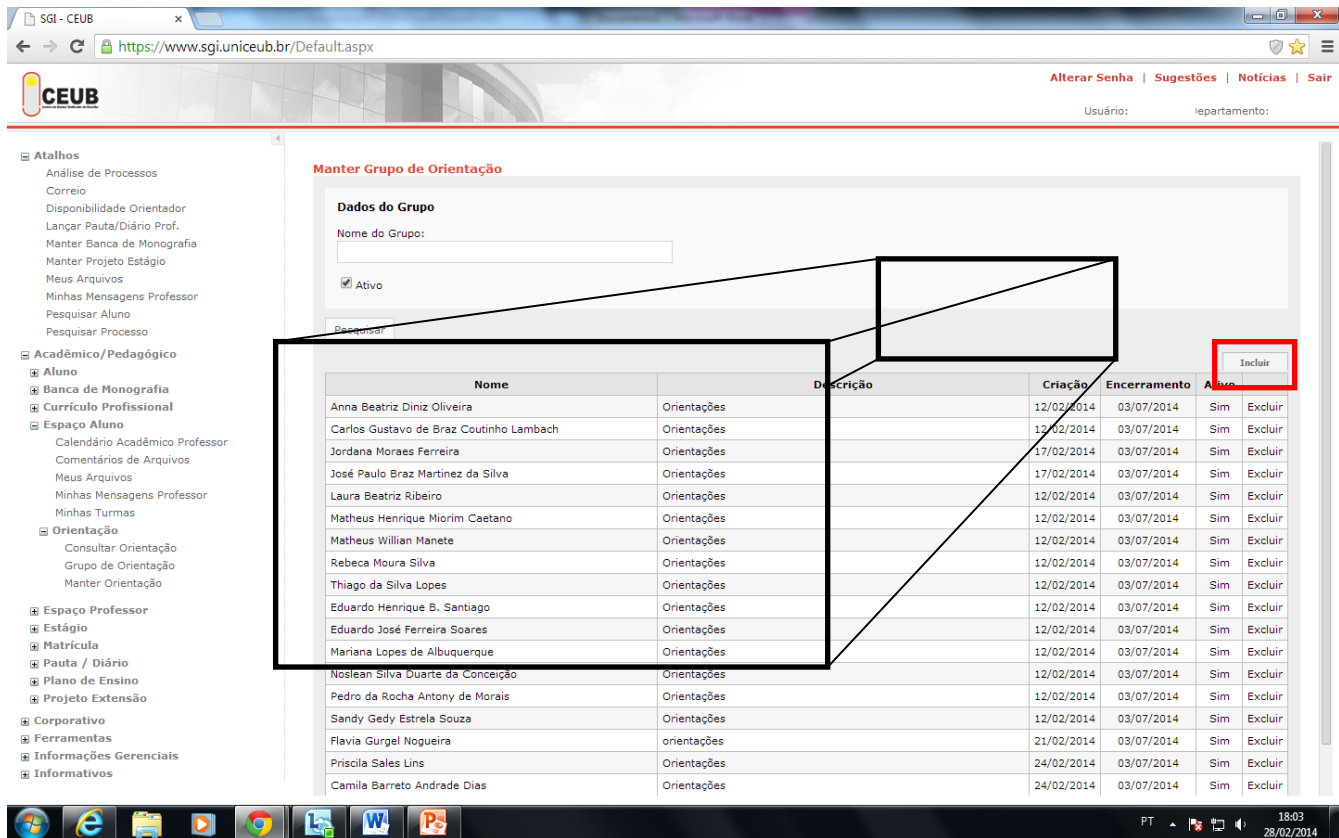 SGI - CEUB
https://www.sgi.uniceub.br/Default.aspx
CEUB
Alterar Senha | Sugestões | Notícias | Sair
Usuário: epartamento:
Atalhos
Análise de Processos
Correio
Disponibilidade Orientador
Lançar Pauta/Diário Prof.
Manter Banca de Monografia
Manter Projeto Estágio
Meus Arquivos
Minhas Mensagens Professor
Pesquisar Aluno
Pesquisar Processo
Acadêmico/Pedagógico
Aluno
Banca de Monografia
Currículo Profissional
Espaço Aluno
Calendário Acadêmico Professor
Comentários de Arquivos
Meus Arquivos
Minhas Mensagens Professor
Minhas Turmas
Orientação
Consultar Orientação
Grupo de Orientação
Manter Orientação
Espaço Professor
Estágio
Matrícula
Pauta / Diário
Plano de Ensino
Projeto Extensão
Corporativo
Ferramentas
Informações Gerenciais
Informativos
Manter Grupo de Orientação
Dados do Grupo
Nome do Grupo:
Ativo
Pesquisar
Incluir
Nome Descrição Criação Encerramento Ativo
Anna Beatriz Diniz Oliveira Orientações 12/02/2014 03/07/2014 Sim Excluir
Carlos Gustavo de Braz Coutinho Lambach Orientações 12/02/2014 03/07/2014 Sim Excluir
Jordana Moraes Ferreira Orientações 17/02/2014 03/07/2014 Sim Excluir
José Paulo Braz Martinez da Silva Orientações 17/02/2014 03/07/2014 Sim Excluir
Laura Beatriz Ribeiro Orientações 12/02/2014 03/07/2014 Sim Excluir
Matheus Henrique Miorim Caetano Orientações 12/02/2014 03/07/2014 Sim Excluir
Matheus Willian Manete Orientações 12/02/2014 03/07/2014 Sim Excluir
Rebeca Moura Silva Orientações 12/02/2014 03/07/2014 Sim Excluir
Thiago da Silva Lopes Orientações 12/02/2014 03/07/2014 Sim Excluir
Eduardo Henrique B. Santiago Orientações 12/02/2014 03/07/2014 Sim Excluir
Eduardo José Ferreira Soares Orientações 12/02/2014 03/07/2014 Sim Excluir
Mariana Lopes de Albuquerque Orientações 12/02/2014 03/07/2014 Sim Excluir
Noslean Silva Duarte da Conceição Orientações 12/02/2014 03/07/2014 Sim Excluir
Pedro da Rocha Antony de Morais Orientações 12/02/2014 03/07/2014 Sim Excluir
Sandy Gedy Estrela Souza Orientações 12/02/2014 03/07/2014 Sim Excluir
Flavia Gurgel Nogueira orientações 21/02/2014 03/07/2014 Sim Excluir
Priscila Sales Lins Orientações 24/02/2014 03/07/2014 Sim Excluir
Camila Barreto Andrade Dias Orientações 24/02/2014 03/07/2014 Sim Excluir
PT
18:03
28/02/2014